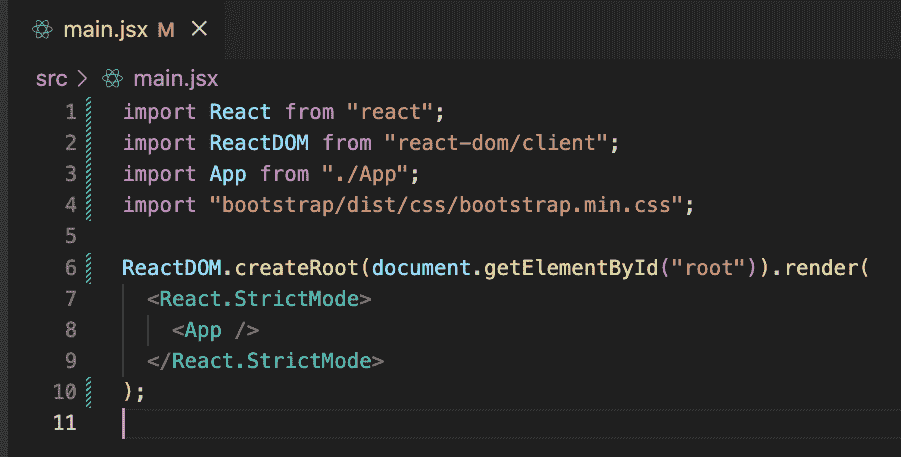 main.jsx M
src > main.jsx
1 import React from "react";
2 import ReactDOM from "react-dom/client";
3 import App from "./App";
4 import "bootstrap/dist/css/bootstrap.min.css";
5
6 ReactDOM.createRoot(document.getElementById("root")).render(
7   <React.StrictMode>
8     <App />
9   </React.StrictMode>
10 );
11